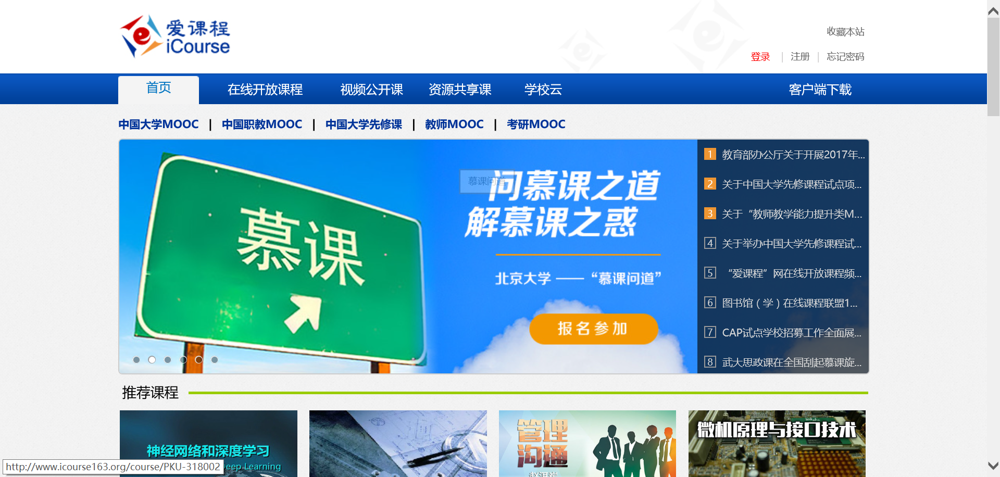 爱课程
iCourse
收藏本站
登录 | 注册 | 忘记密码
首页 在线开放课程 视频公开课 资源共享课 学校云 客户端下载
中国大学MOOC | 中国职教MOOC | 中国大学先修课 | 教师MOOC | 考研MOOC
慕课
慕课问道
问慕课之道
解慕课之惑
北京大学 ——“慕课问道”
报名参加
1 教育部办公厅关于开展2017年...
2 关于中国大学先修课程试点项...
3 关于“教师教学能力提升类M...
4 关于举办中国大学先修课程试...
5 “爱课程”网在线开放课程频...
6 图书馆（学）在线课程联盟1...
7 CAP试点学校招募工作全面展...
8 武大思政课在全国刮起慕课旋...
推荐课程
神经网络和深度学习
Deep Learning
管理
沟通
微机原理与接口技术
http://www.icourse163.org/course/PKU-318002